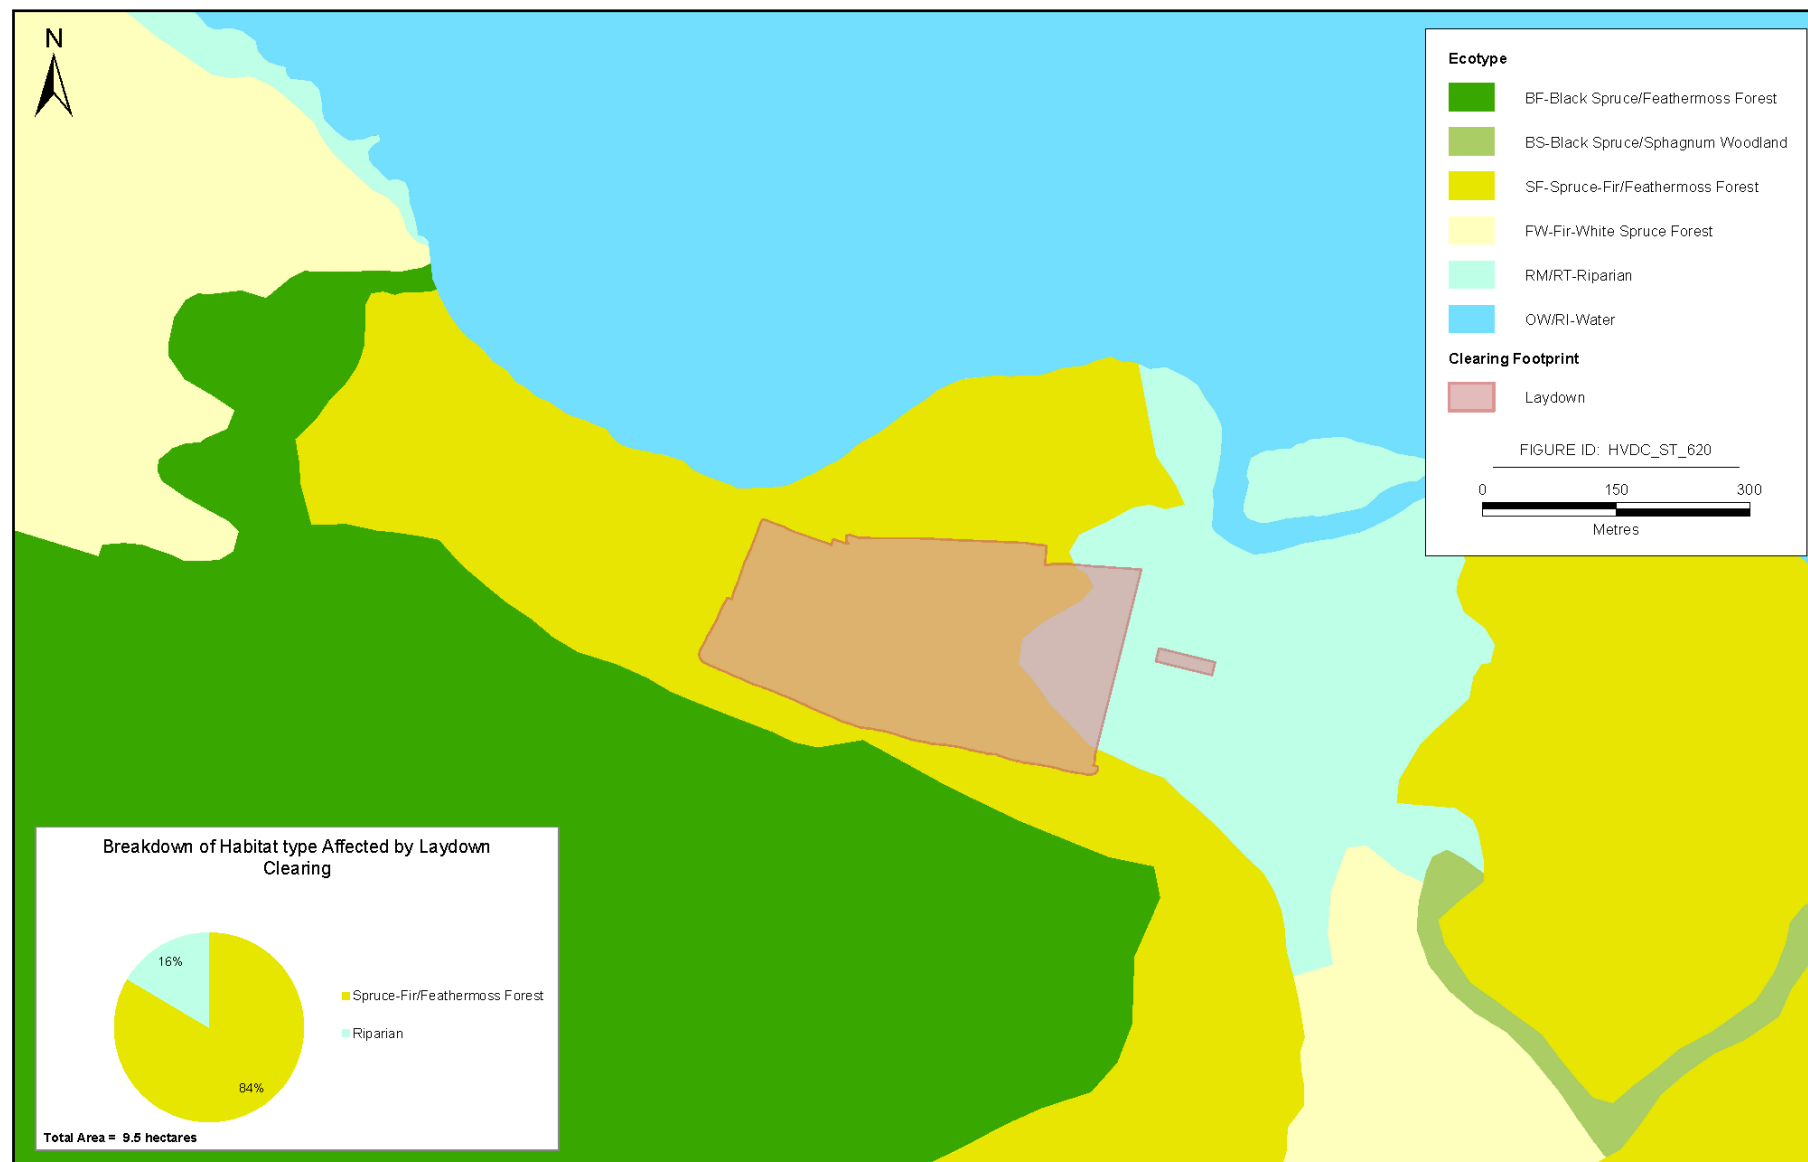 N
Ecotype
BF-Black Spruce/Feathermoss Forest
BS-Black Spruce/Sphagnum Woodland
SF-Spruce-Fir/Feathermoss Forest
FW-Fir-White Spruce Forest
RM/RT-Riparian
OW/RI-Water
Clearing Footprint
Laydown
FIGURE ID: HVDC_ST_620
0 150 300
Metres
Breakdown of Habitat type Affected by Laydown
Clearing
16%
84%
Spruce-Fir/Feathermoss Forest
Riparian
Total Area = 9.5 hectares